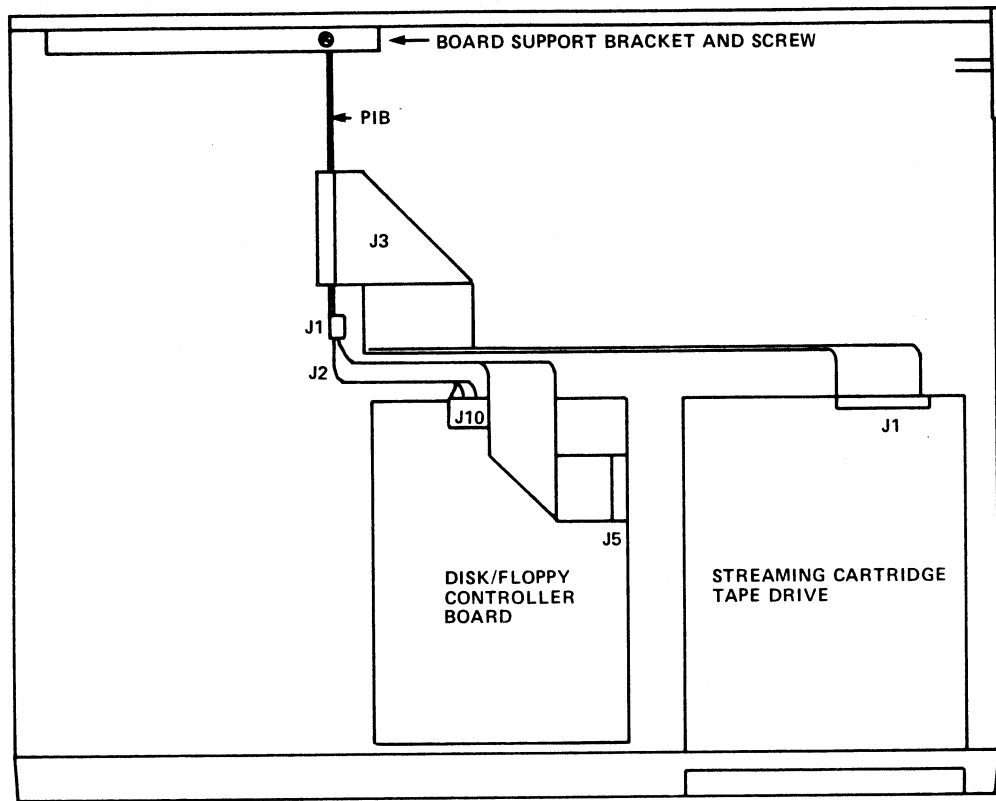 BOARD SUPPORT BRACKET AND SCREW
PIB
J3
J1
J2
J10
J1
J5
DISK/FLOPPY
CONTROLLER
BOARD
STREAMING CARTRIDGE
TAPE DRIVE